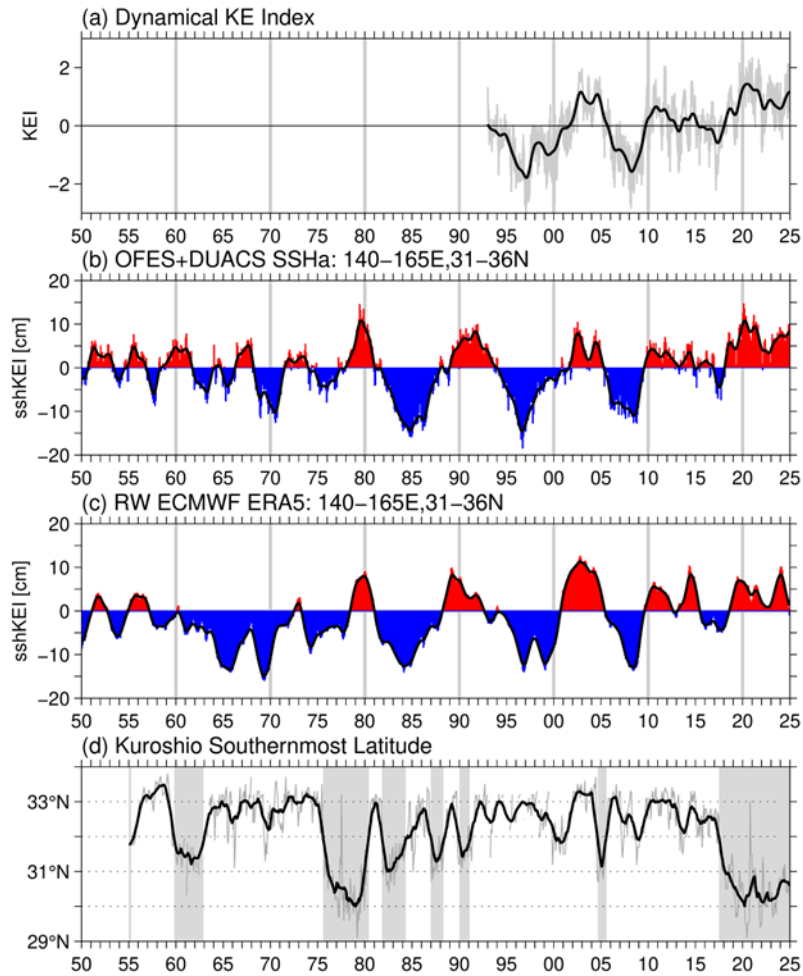 (a) Dynamical KE Index
2
0
−2
KEI
50 55 60 65 70 75 80 85 90 95 00 05 10 15 20 25
(b) OFES+DUACS SSHa: 140−165E,31−36N
20
10
0
−10
−20
sshKEI [cm]
50 55 60 65 70 75 80 85 90 95 00 05 10 15 20 25
(c) RW ECMWF ERA5: 140−165E,31−36N
20
10
0
−10
−20
sshKEI [cm]
50 55 60 65 70 75 80 85 90 95 00 05 10 15 20 25
(d) Kuroshio Southernmost Latitude
33°N
31°N
29°N
50 55 60 65 70 75 80 85 90 95 00 05 10 15 20 25